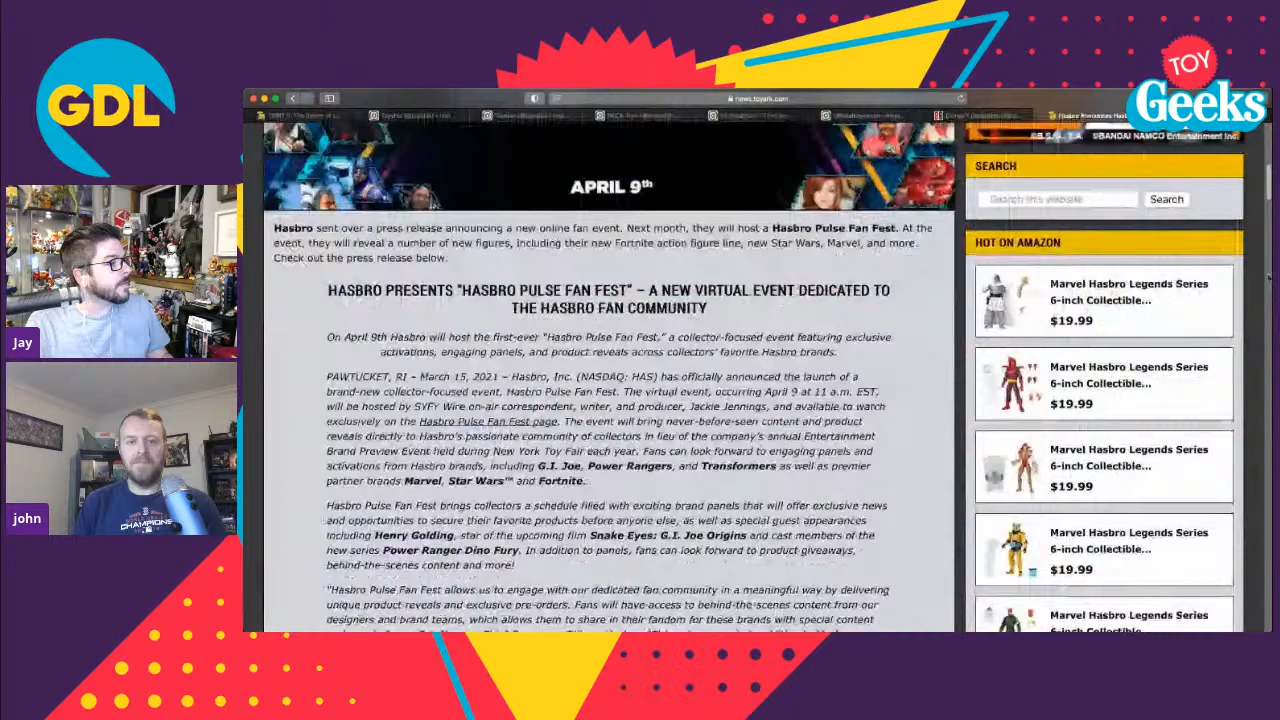 GDL
TOY
Geeks
news.toyark.com
©B.S., T.A. ©BANDAI NAMCO Entertainment Inc.
APRIL 9th
SEARCH
Search this website
Search
HOT ON AMAZON
Marvel Hasbro Legends Series
6-inch Collectible...
$19.99
Marvel Hasbro Legends Series
6-inch Collectible...
$19.99
Marvel Hasbro Legends Series
6-inch Collectible...
$19.99
Marvel Hasbro Legends Series
6-inch Collectible...
$19.99
Marvel Hasbro Legends Series
6-inch Collectible...
Hasbro sent over a press release announcing a new online fan event. Next month, they will host a Hasbro Pulse Fan Fest. At the
event, they will reveal a number of new figures, including their new Fortnite action figure line, new Star Wars, Marvel, and more.
Check out the press release below.
HASBRO PRESENTS "HASBRO PULSE FAN FEST" – A NEW VIRTUAL EVENT DEDICATED TO
THE HASBRO FAN COMMUNITY
On April 9th Hasbro will host the first-ever "Hasbro Pulse Fan Fest," a collector-focused event featuring exclusive
activations, engaging panels, and product reveals across collectors' favorite Hasbro brands.
PAWTUCKET, RI – March 15, 2021 – Hasbro, Inc. (NASDAQ: HAS) has officially announced the launch of a
brand-new collector-focused event, Hasbro Pulse Fan Fest. The virtual event, occurring April 9 at 11 a.m. EST,
will be hosted by SYFY Wire on-air correspondent, writer, and producer, Jackie Jennings, and available to watch
exclusively on the Hasbro Pulse Fan Fest page. The event will bring never-before-seen content and product
reveals directly to Hasbro's passionate community of collectors in lieu of the company's annual Entertainment
Brand Preview Event held during New York Toy Fair each year. Fans can look forward to engaging panels and
activations from Hasbro brands, including G.I. Joe, Power Rangers, and Transformers as well as premier
partner brands Marvel, Star Wars™ and Fortnite.
Hasbro Pulse Fan Fest brings collectors a schedule filled with exciting brand panels that will offer exclusive news
and opportunities to secure their favorite products before anyone else, as well as special guest appearances
including Henry Golding, star of the upcoming film Snake Eyes: G.I. Joe Origins and cast members of the
new series Power Ranger Dino Fury. In addition to panels, fans can look forward to product giveaways,
behind-the-scenes content and more!
"Hasbro Pulse Fan Fest allows us to engage with our dedicated fan community in a meaningful way by delivering
unique product reveals and exclusive pre-orders. Fans will have access to behind-the-scenes content from our
designers and brand teams, which allows them to share in their fandom for these brands with special content
Jay
john
CHAMPIONS